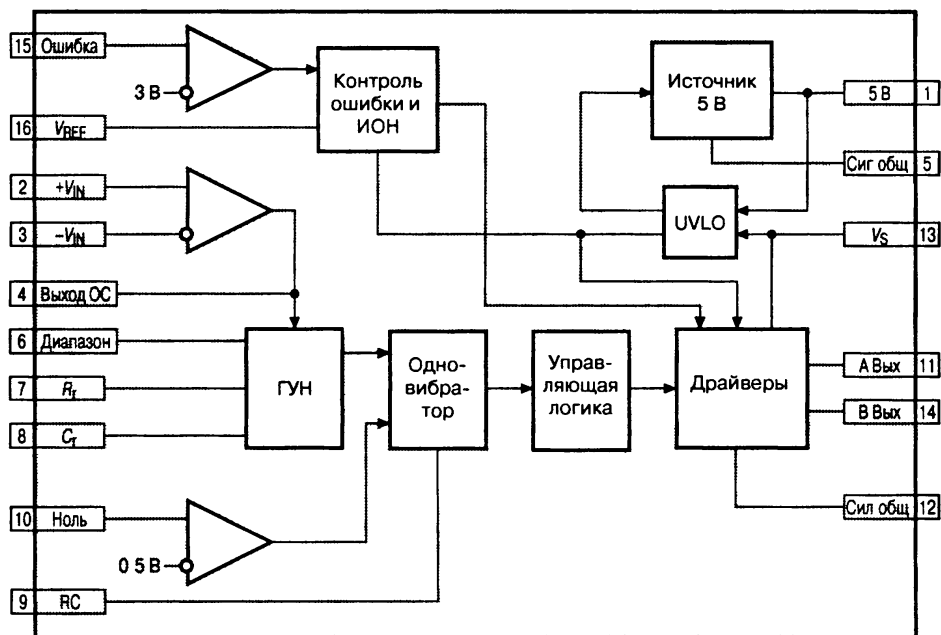 15 Ошибка
3 В
16 VREF
Контроль
ошибки и
ИОН
Источник
5 В
5 В 1
Сиг общ 5
2 +VIN
3 −VIN
UVLO
VS 13
4 Выход ОС
6 Диапазон
7 Rτ
8 Cτ
ГУН
Одно-
вибра-
тор
Управ-
ляющая
логика
Драйверы
А Вых 11
В Вых 14
10 Ноль
0 5 В
Сил общ 12
9 RC